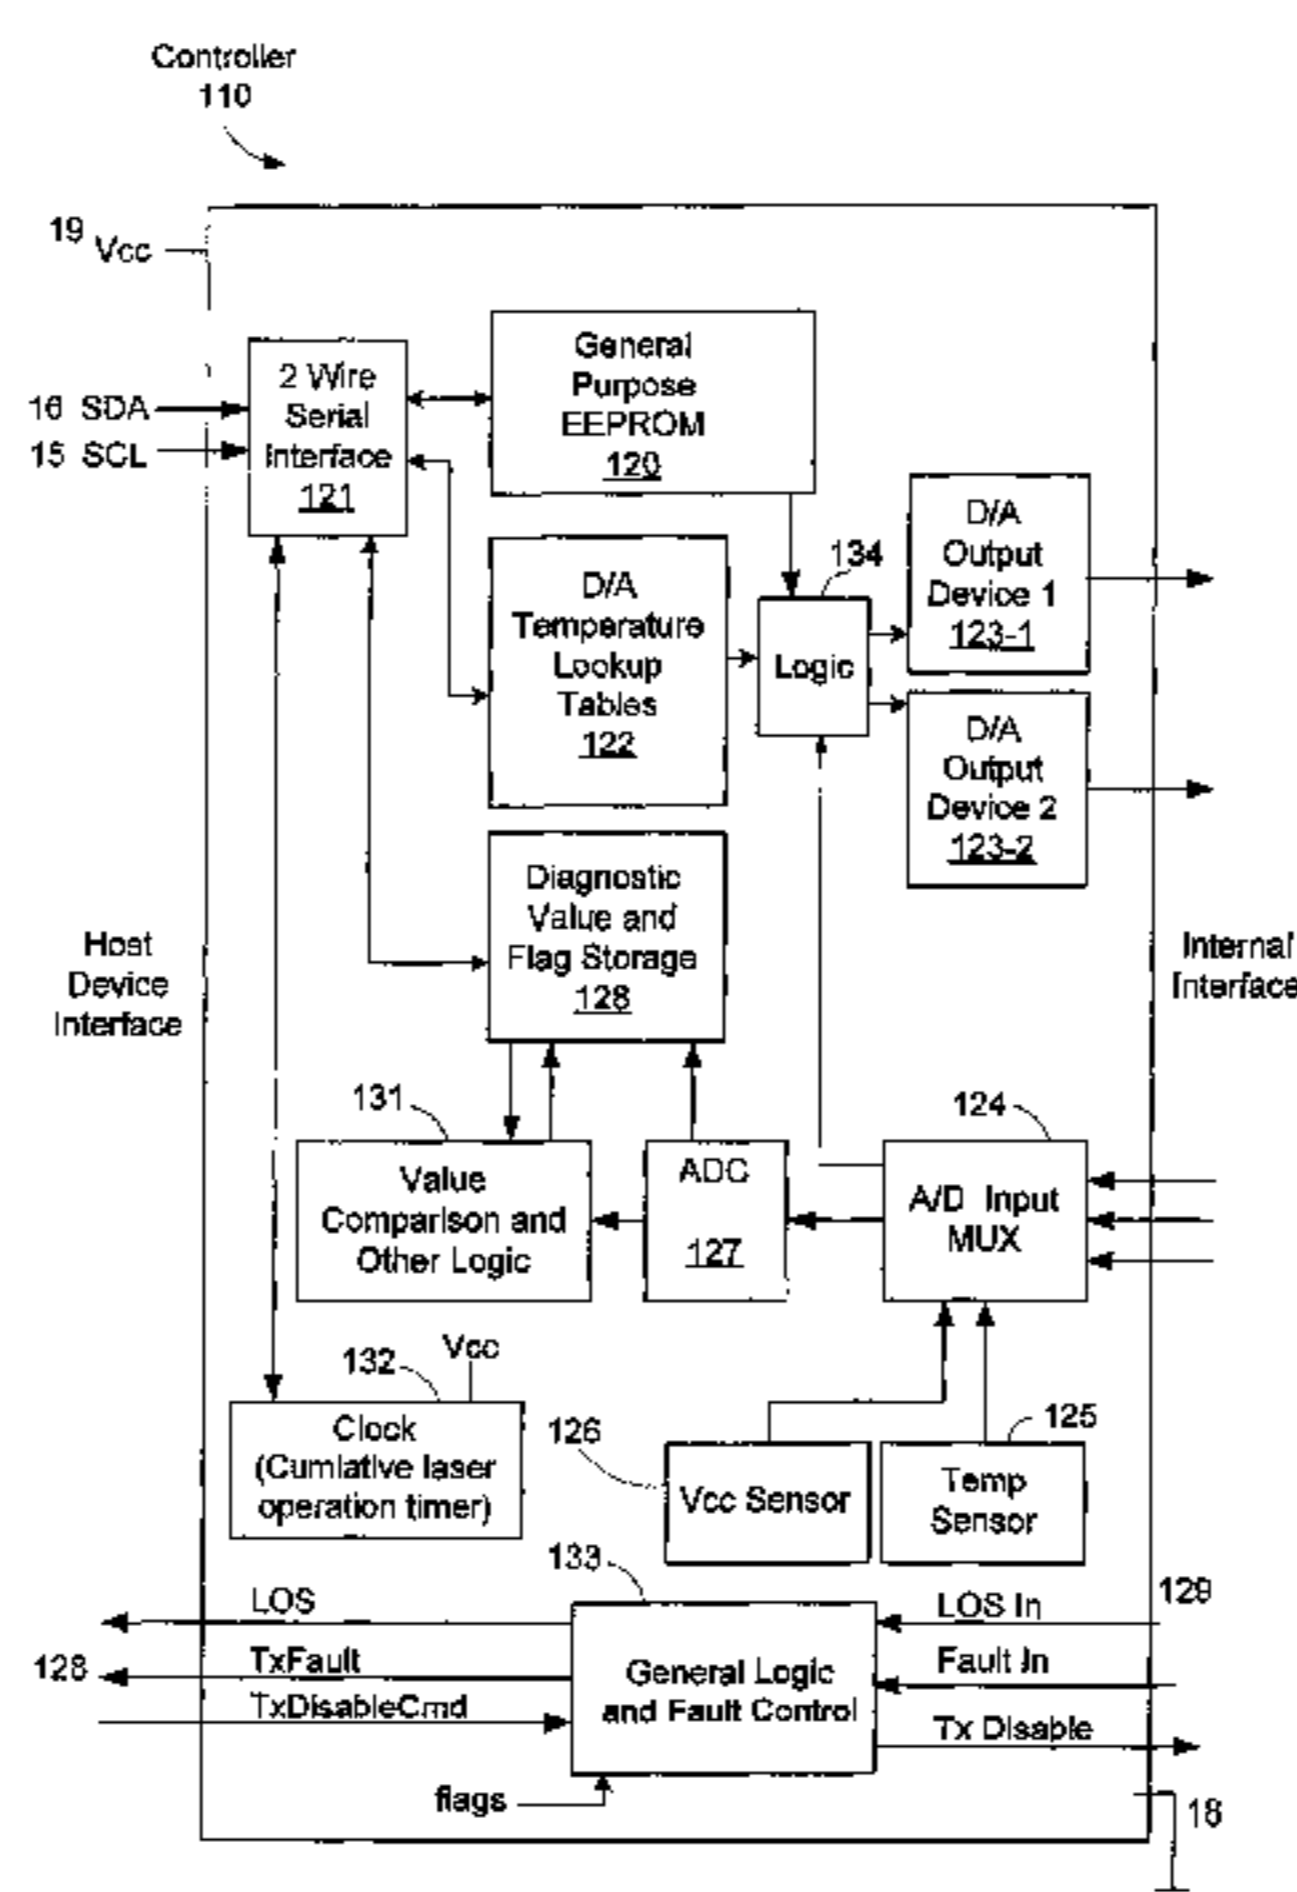 Controller
110
19 Vcc
16 SDA
15 SCL
2 Wire
Serial
Interface
121
General
Purpose
EEPROM
120
D/A
Temperature
Lookup
Tables
122
134
Logic
D/A
Output
Device 1
123-1
D/A
Output
Device 2
123-2
Diagnostic
Value and
Flag Storage
128
Host
Device
Interface
Internal
Interface
131
Value
Comparison and
Other Logic
ADC
127
124
A/D Input
MUX
132
Vcc
Clock
(Cumlative laser
operation timer)
126
Vcc Sensor
125
Temp
Sensor
133
General Logic
and Fault Control
LOS
128
TxFault
TxDisableCmd
flags
LOS In
129
Fault In
Tx Disable
18